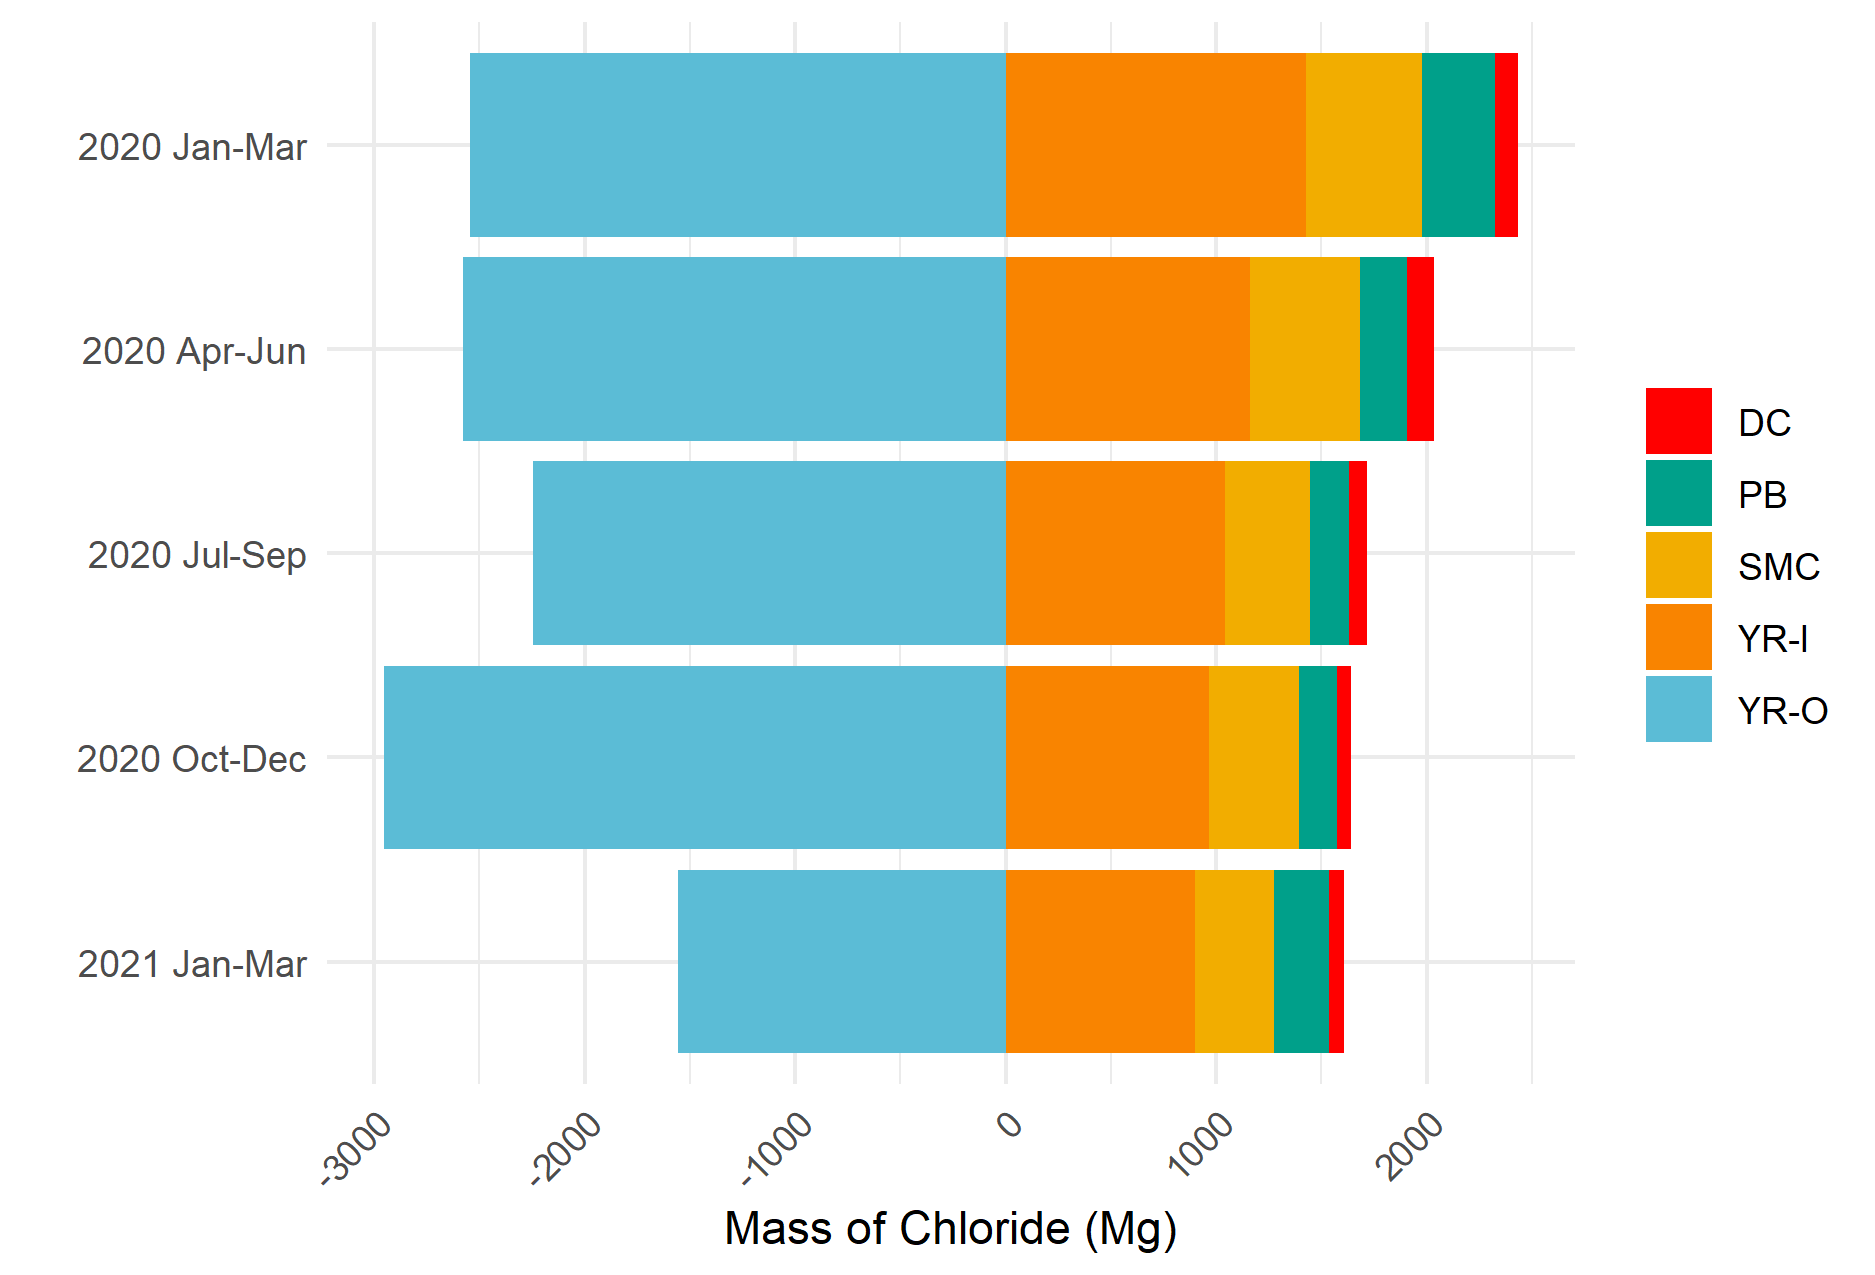 2020 Jan-Mar
2020 Apr-Jun
2020 Jul-Sep
2020 Oct-Dec
2021 Jan-Mar
-3000
-2000
-1000
0
1000
2000
Mass of Chloride (Mg)
DC
PB
SMC
YR-I
YR-O